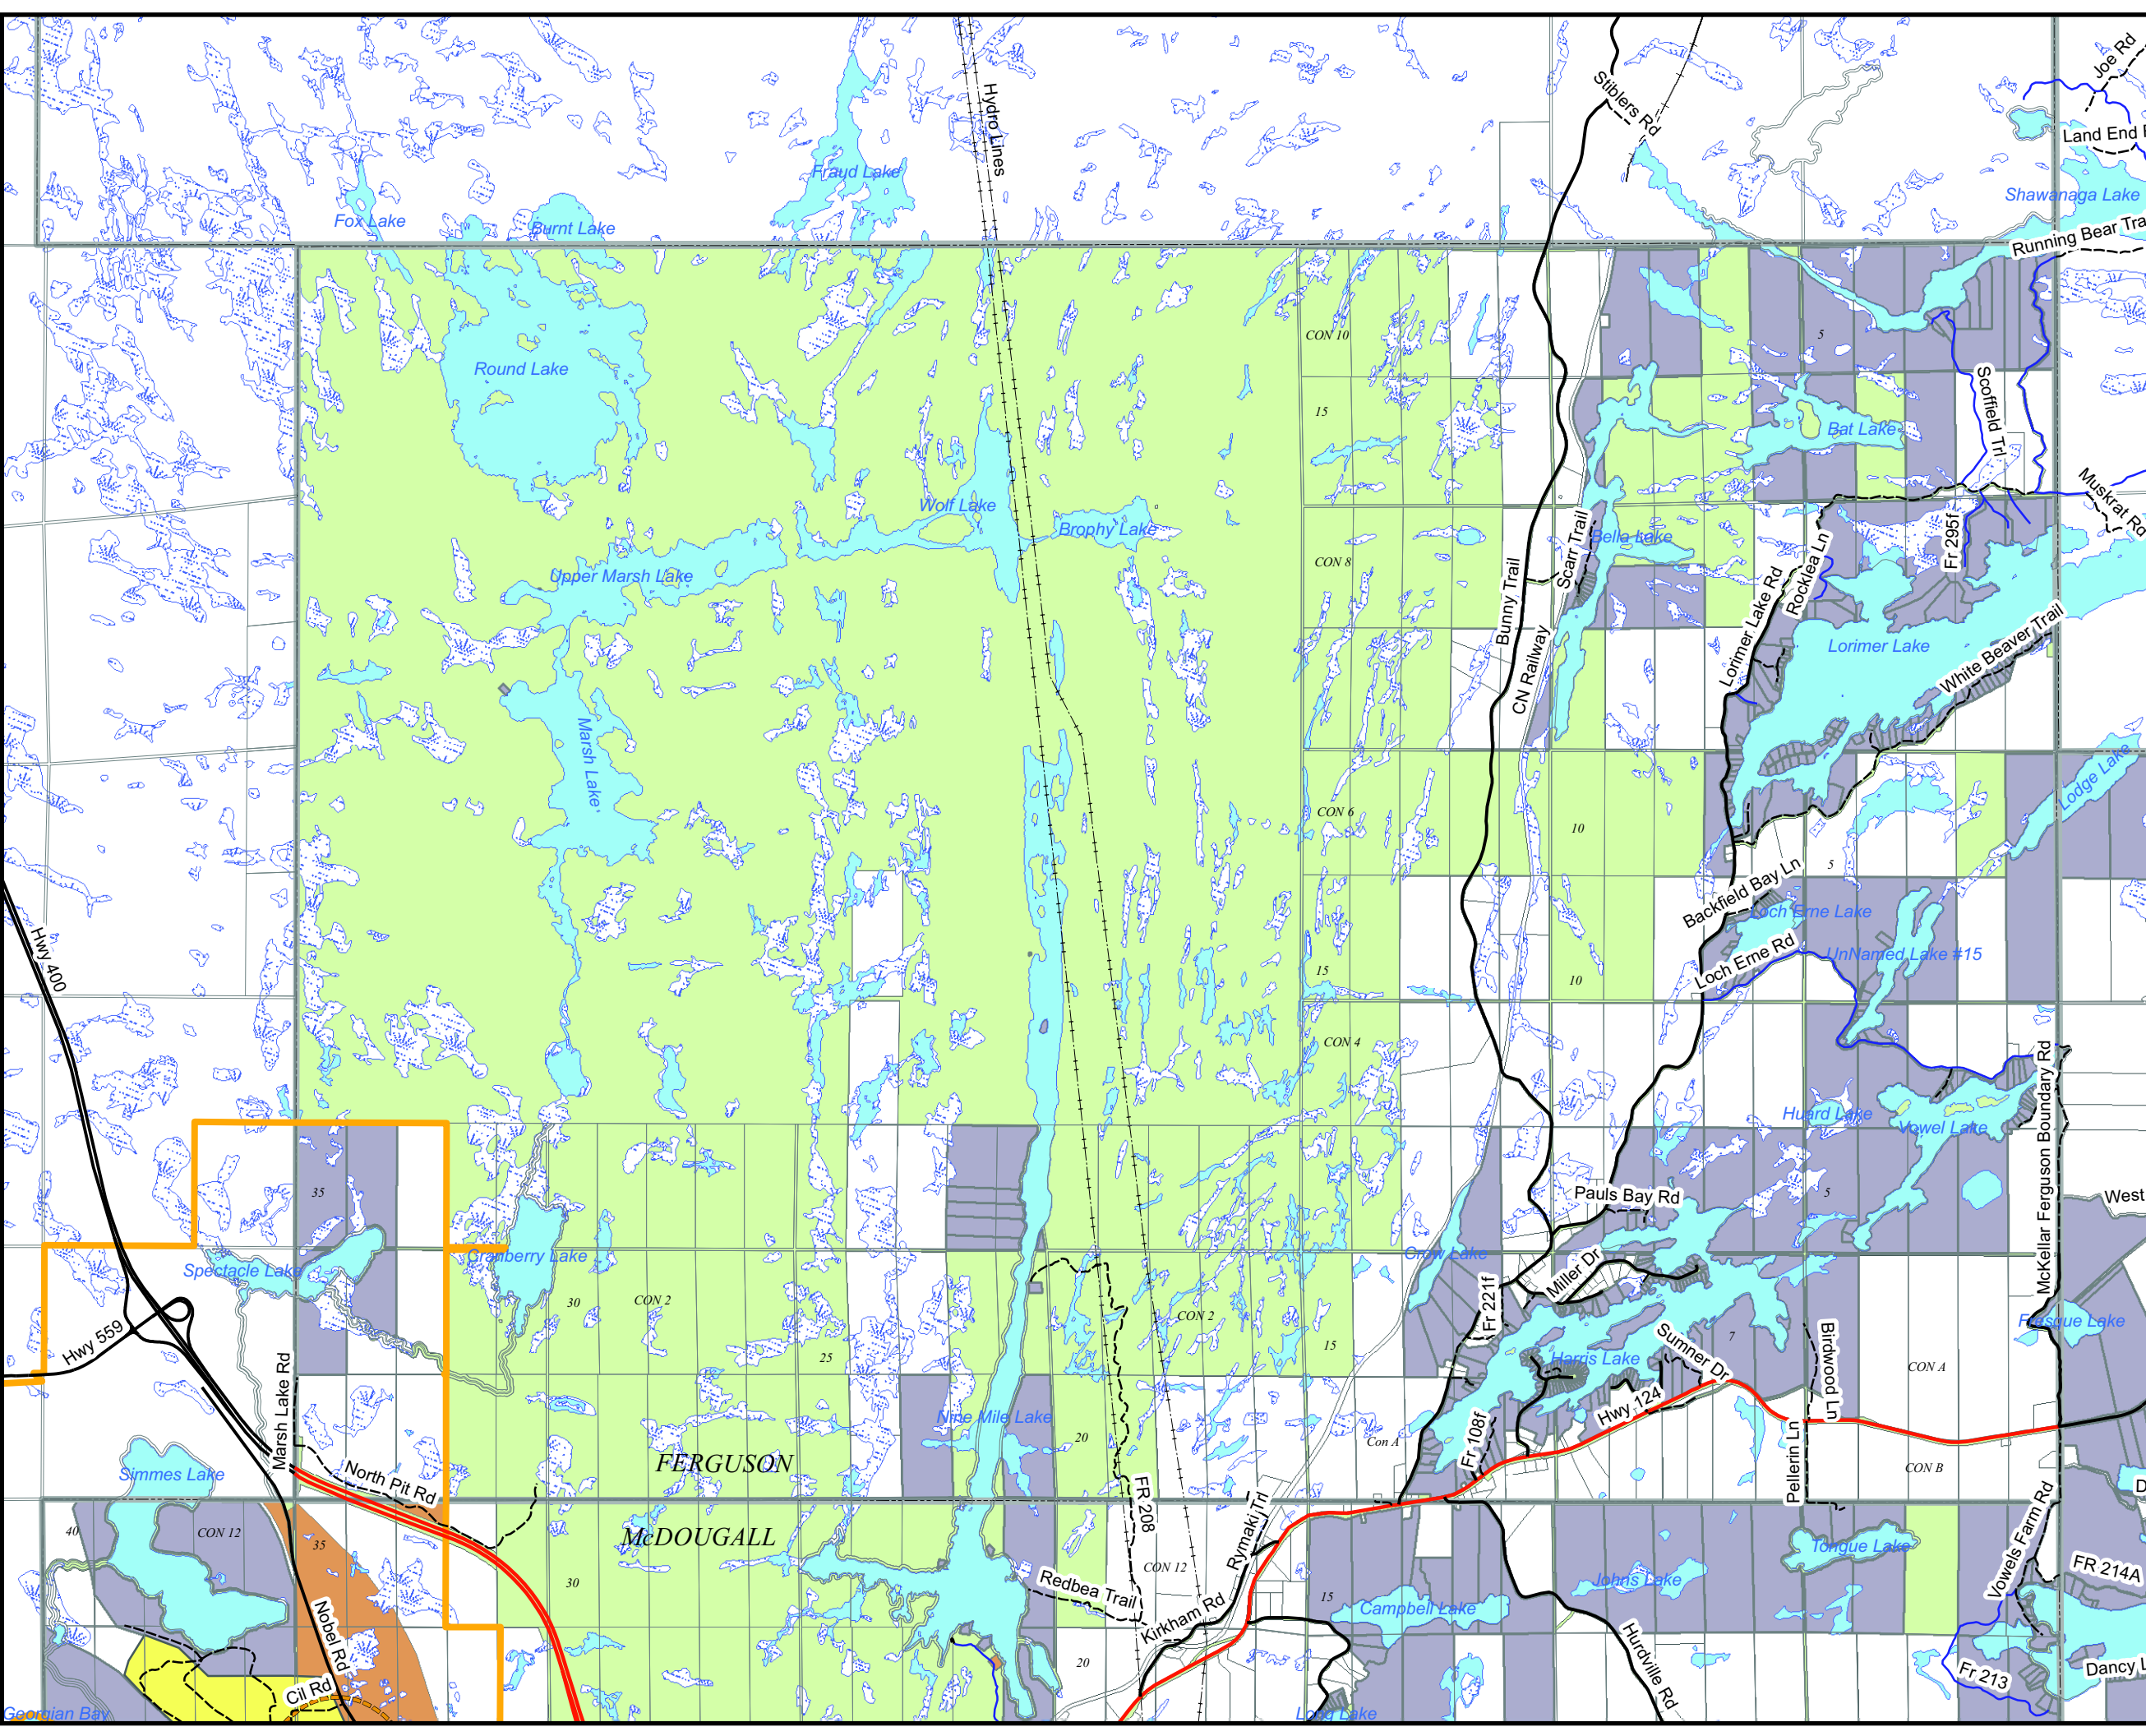 Joe Rd
Stiblers Rd
Hydro Lines
Land End
Fraud Lake
Shawanaga Lake
Fox Lake
Burnt Lake
Running Bear Tra
CON 10
5
Round Lake
Scoffield Trl
15
Bat Lake
Muskrat Rd
Wolf Lake
Brophy Lake
Bella Lake
Fr 295f
Scarr Trail
CON 8
Rocklea Ln
Upper Marsh Lake
Bunny Trail
Lorimer Lake Rd
Lorimer Lake
White Beaver Trail
CN Railway
Marsh Lake
Lodge Lake
CON 6
10
5
Backfield Bay Ln
Loch Erne Lake
Hwy 400
Loch Erne Rd
UnNamed Lake #15
15
10
CON 4
McKellar Ferguson Boundary Rd
Huard Lake
Vowel Lake
35
Pauls Bay Rd
5
West
Cranberry Lake
Crow Lake
Spectacle Lake
Miller Dr
Fr 221f
30
CON 2
CON 2
Fresque Lake
Hwy 559
15
Sumner Dr
7
Birdwood Ln
25
Harris Lake
CON A
Marsh Lake Rd
Hwy 124
Nine Mile Lake
20
Con A
Fr 108f
Pellerin Ln
FERGUSON
CON B
Simmes Lake
North Pit Rd
FR 208
Rymaki Trl
Vowels Farm Rd
D
40
CON 12
35
McDOUGALL
Tongue Lake
CON 12
FR 214A
30
Redbea Trail
15
Johns Lake
Campbell Lake
Kirkham Rd
Nobel Rd
Hurdville Rd
20
Fr 213
Dancy L
Cil Rd
Georgian Bay
Long Lake